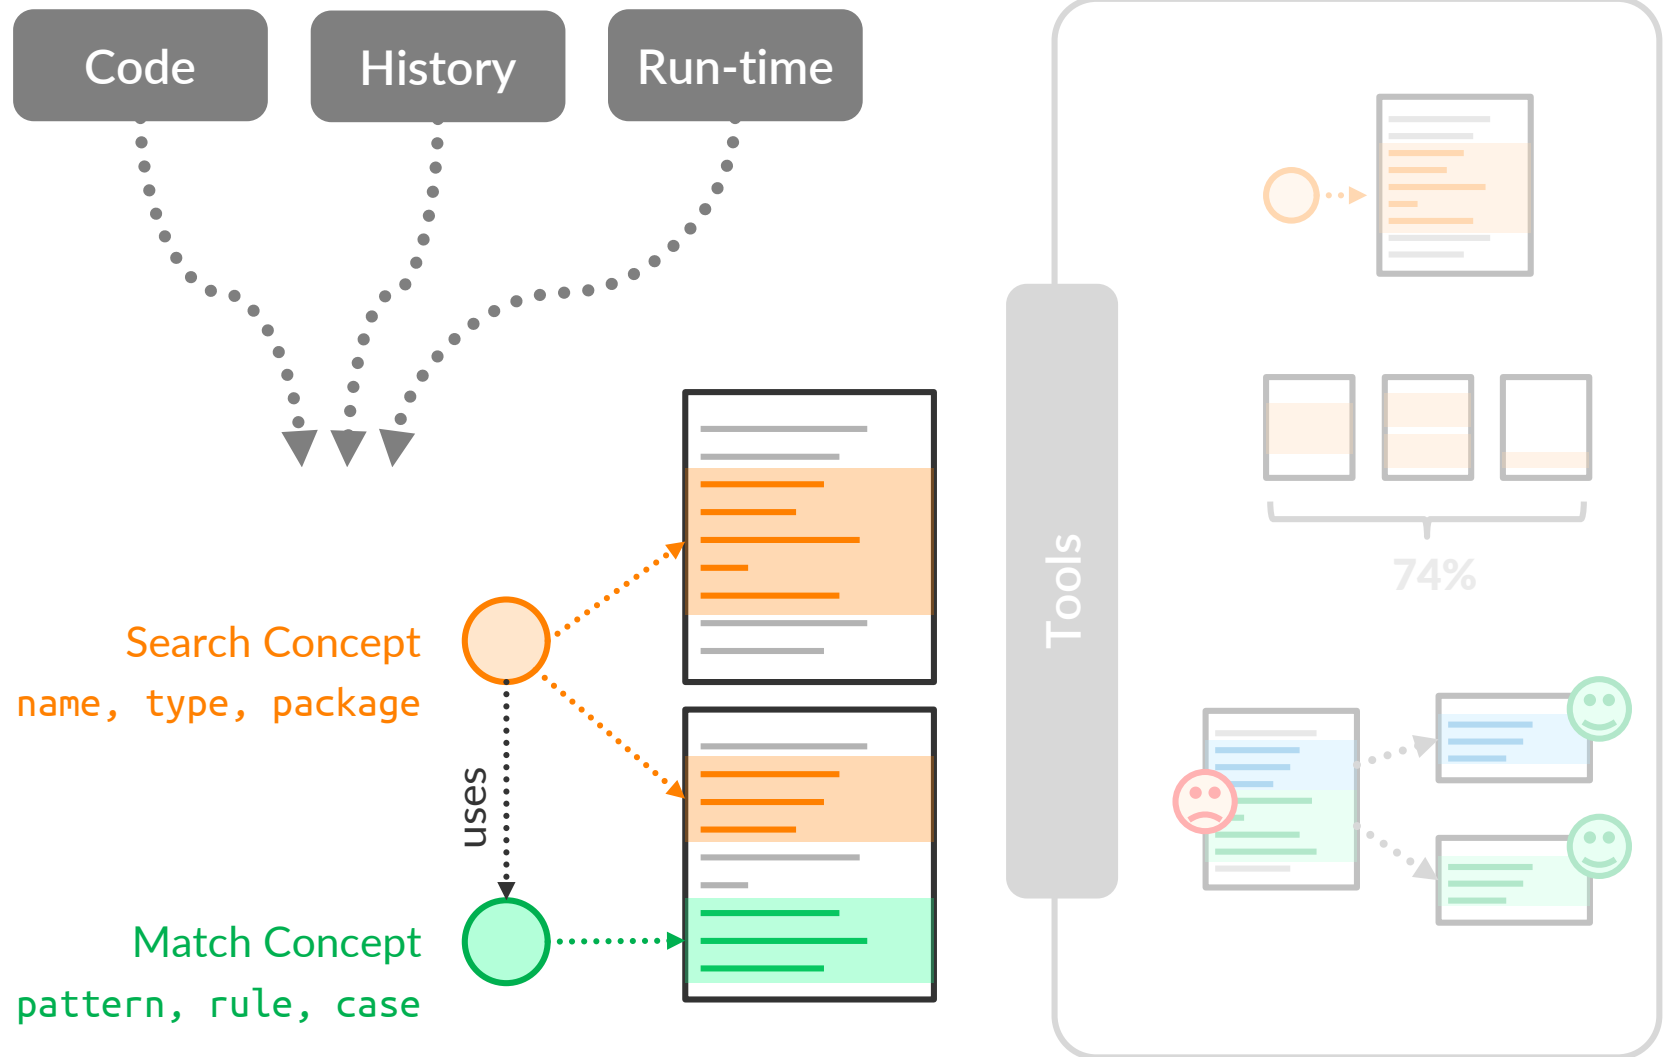 Code
History
Run-time
Search Concept
name, type, package
uses
Match Concept
pattern, rule, case
Tools
74%